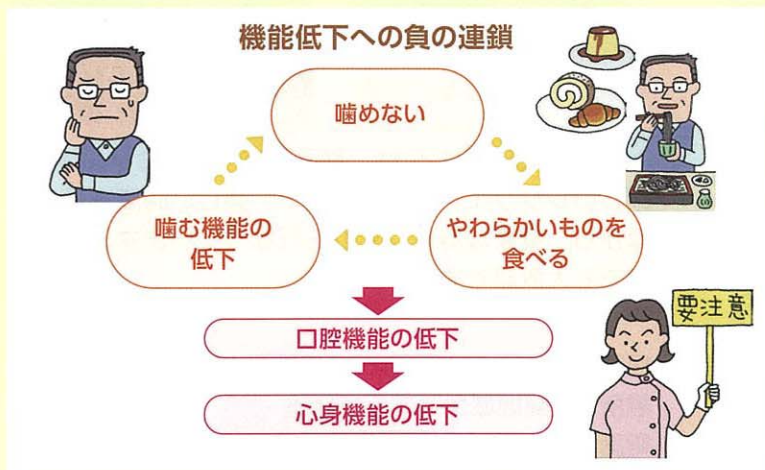 機能低下への負の連鎖
噛めない
噛む機能の
低下
やわらかいものを
食べる
口腔機能の低下
心身機能の低下
要注意